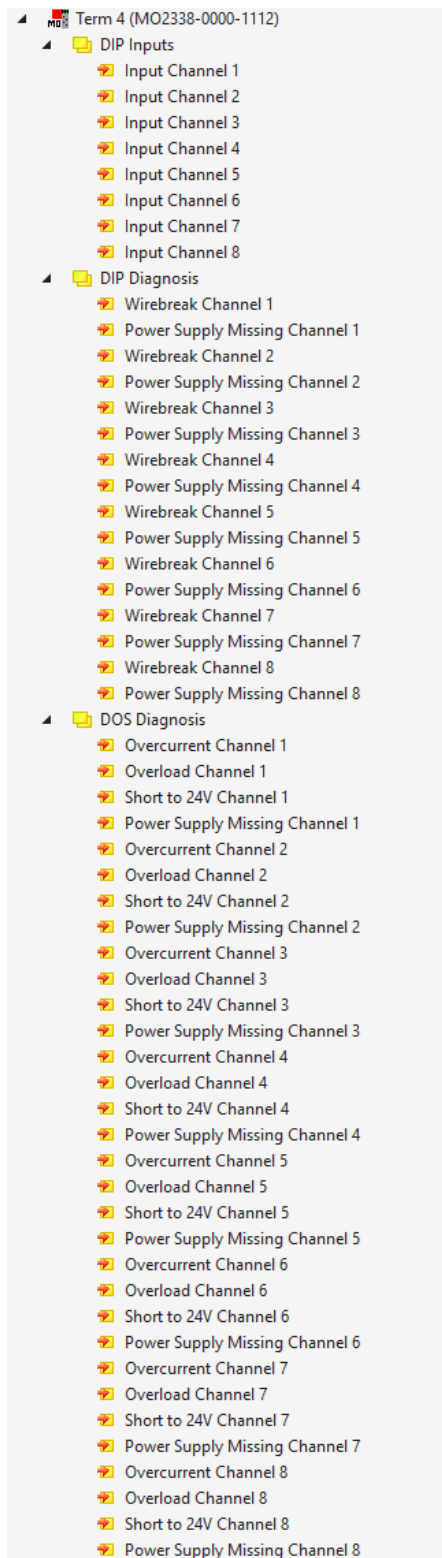 Term 4 (MO2338-0000-1112)
DIP Inputs
Input Channel 1
Input Channel 2
Input Channel 3
Input Channel 4
Input Channel 5
Input Channel 6
Input Channel 7
Input Channel 8
DIP Diagnosis
Wirebreak Channel 1
Power Supply Missing Channel 1
Wirebreak Channel 2
Power Supply Missing Channel 2
Wirebreak Channel 3
Power Supply Missing Channel 3
Wirebreak Channel 4
Power Supply Missing Channel 4
Wirebreak Channel 5
Power Supply Missing Channel 5
Wirebreak Channel 6
Power Supply Missing Channel 6
Wirebreak Channel 7
Power Supply Missing Channel 7
Wirebreak Channel 8
Power Supply Missing Channel 8
DOS Diagnosis
Overcurrent Channel 1
Overload Channel 1
Short to 24V Channel 1
Power Supply Missing Channel 1
Overcurrent Channel 2
Overload Channel 2
Short to 24V Channel 2
Power Supply Missing Channel 2
Overcurrent Channel 3
Overload Channel 3
Short to 24V Channel 3
Power Supply Missing Channel 3
Overcurrent Channel 4
Overload Channel 4
Short to 24V Channel 4
Power Supply Missing Channel 4
Overcurrent Channel 5
Overload Channel 5
Short to 24V Channel 5
Power Supply Missing Channel 5
Overcurrent Channel 6
Overload Channel 6
Short to 24V Channel 6
Power Supply Missing Channel 6
Overcurrent Channel 7
Overload Channel 7
Short to 24V Channel 7
Power Supply Missing Channel 7
Overcurrent Channel 8
Overload Channel 8
Short to 24V Channel 8
Power Supply Missing Channel 8